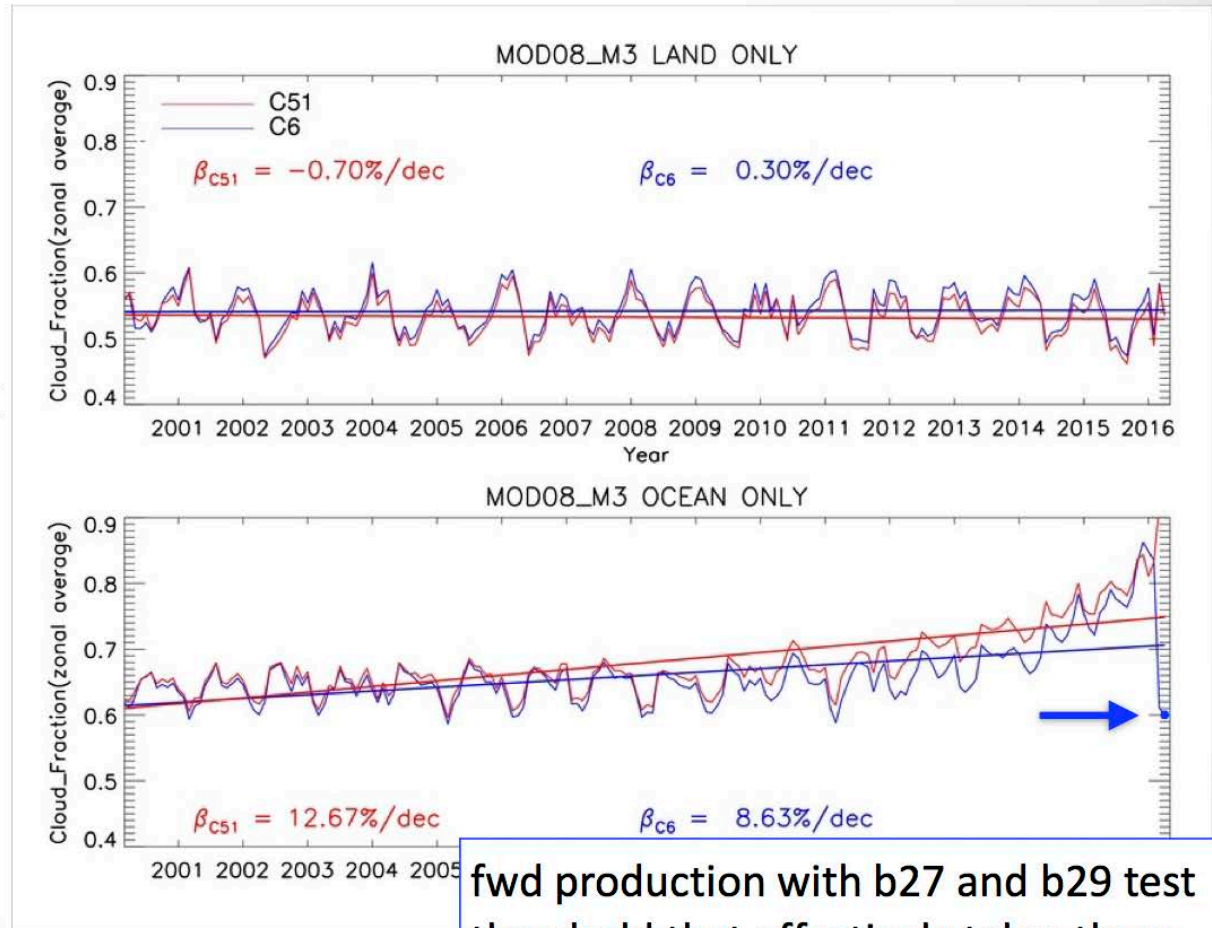 MOD08_M3 LAND ONLY
Cloud_Fraction(zonal average)
0.9
0.8
0.7
0.6
0.5
0.4
C51
C6
βC51 = −0.70%/dec
βC6 = 0.30%/dec
2001 2002 2003 2004 2005 2006 2007 2008 2009 2010 2011 2012 2013 2014 2015 2016
Year
MOD08_M3 OCEAN ONLY
Cloud_Fraction(zonal average)
0.9
0.8
0.7
0.6
0.5
0.4
βC51 = 12.67%/dec
βC6 = 8.63%/dec
2001 2002 2003 2004 2005
fwd production with b27 and b29 test